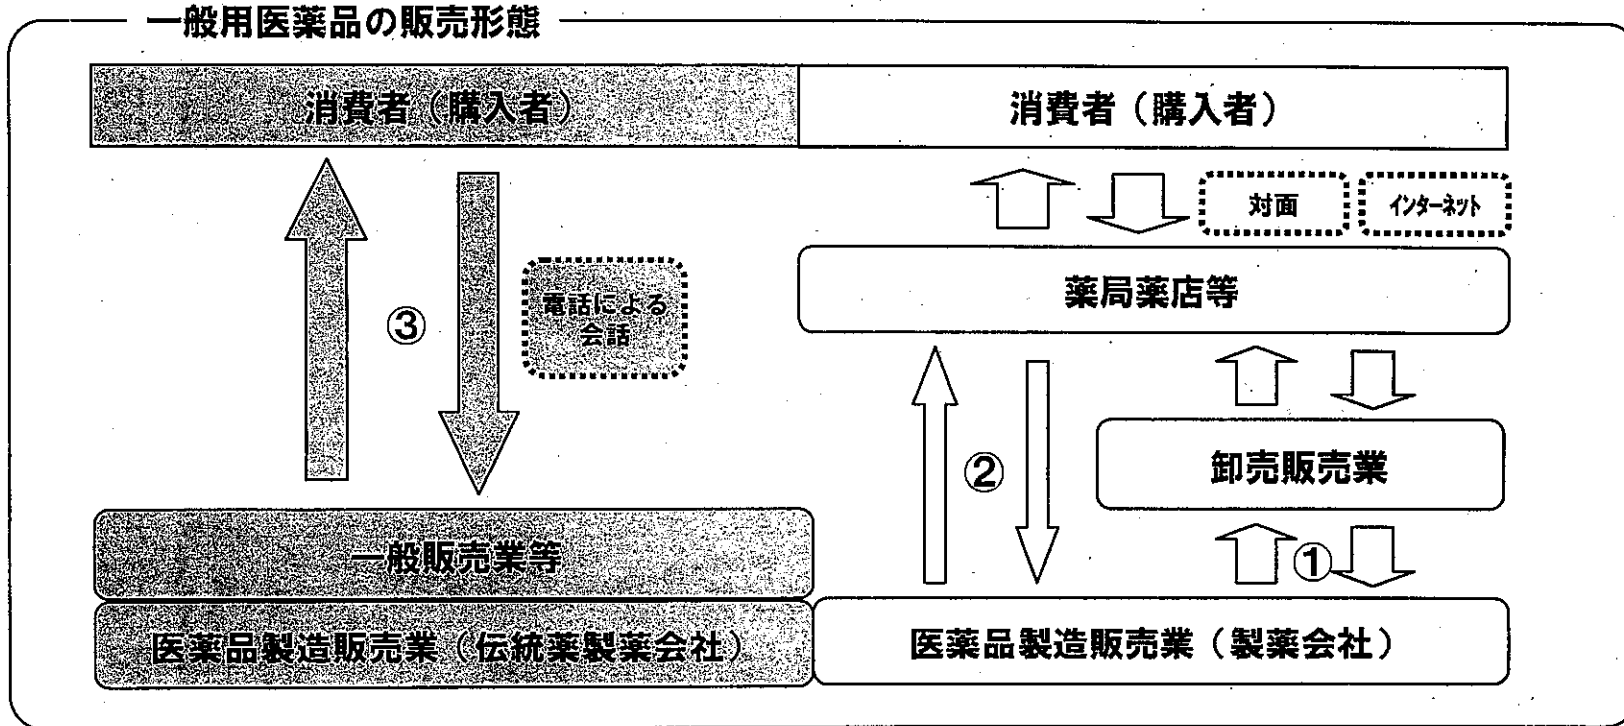 一般用医薬品の販売形態
消費者（購入者）
消費者（購入者）
対面
インターネット
薬局薬店等
③
電話による
会話
②
卸売販売業
①
一般販売業等
医薬品製造販売業（伝統薬製薬会社）
医薬品製造販売業（製薬会社）